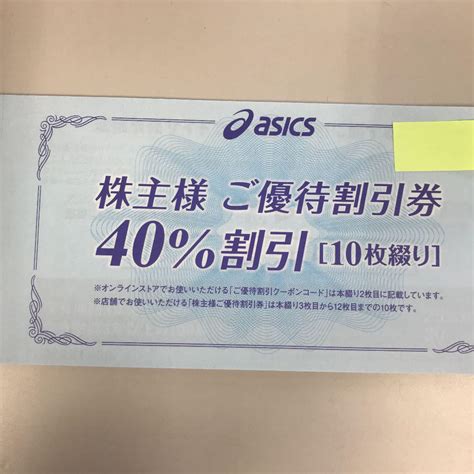 asics
株主様 ご優待割引券
40%割引[10枚綴り]
※オンラインストアでお使いいただける「ご優待割引クーポンコード」は本綴り2枚目に記載しています。
※店舗でお使いいただける「株主様ご優待割引券」は本綴り3枚目から12枚目までの10枚です。